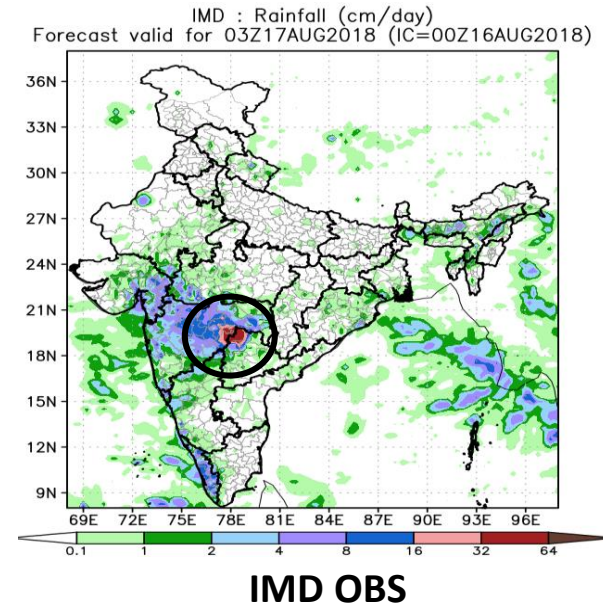 IMD : Rainfall (cm/day)
Forecast valid for 03Z17AUG2018 (IC=00Z16AUG2018)
36N
33N
30N
27N
24N
21N
18N
15N
12N
9N
69E 72E 75E 78E 81E 84E 87E 90E 93E 96E
0.1 1 2 4 8 16 32 64
IMD OBS